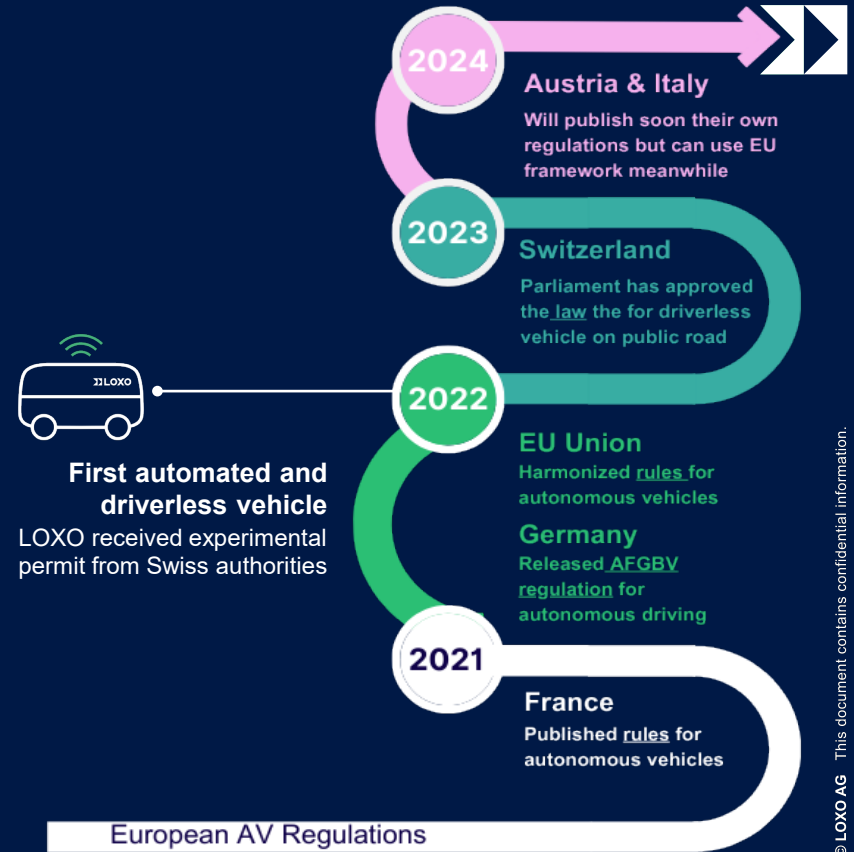 2024
Austria & Italy
Will publish soon their own
regulations but can use EU
framework meanwhile
2023
Switzerland
Parliament has approved
the law the for driverless
vehicle on public road
LOXO
2022
First automated and
driverless vehicle
LOXO received experimental
permit from Swiss authorities
EU Union
Harmonized rules for
autonomous vehicles
Germany
Released AFGBV
regulation for
autonomous driving
2021
France
Published rules for
autonomous vehicles
European AV Regulations
© LOXO AG This document contains confidential information.